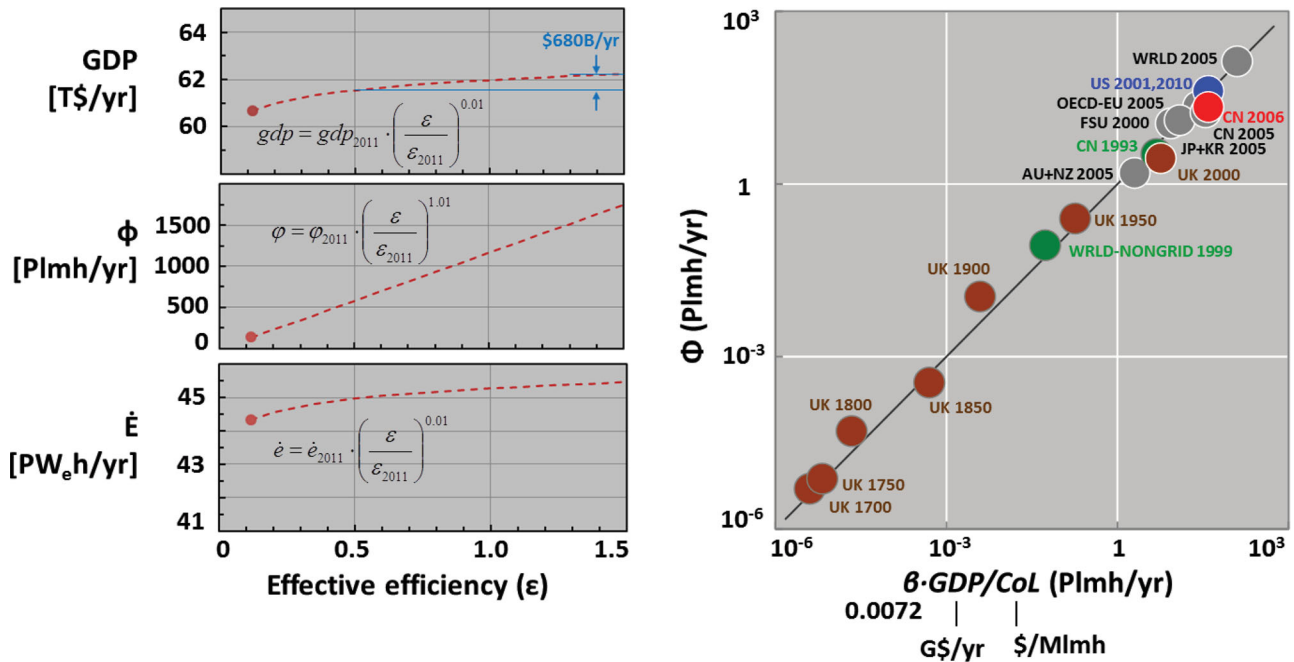 GDP
[T$/yr]
64
62
60
$680B/yr
gdp = gdp2011 · (ε/ε2011)^0.01
Φ
[Plmh/yr]
1500
1000
500
0
φ = φ2011 · (ε/ε2011)^1.01
Ė
[PWeh/yr]
45
43
41
ė = ė2011 · (ε/ε2011)^0.01
0 0.5 1.0 1.5
Effective efficiency (ε)
Φ (Plmh/yr)
10^3
1
10^-3
10^-6
WRLD 2005
US 2001,2010
OECD-EU 2005
CN 2006
FSU 2000
CN 2005
CN 1993
JP+KR 2005
AU+NZ 2005
UK 2000
UK 1950
WRLD-NONGRID 1999
UK 1900
UK 1850
UK 1800
UK 1750
UK 1700
10^-6 10^-3 1 10^3
β·GDP/CoL (Plmh/yr)
0.0072
G$/yr
$/Mlmh